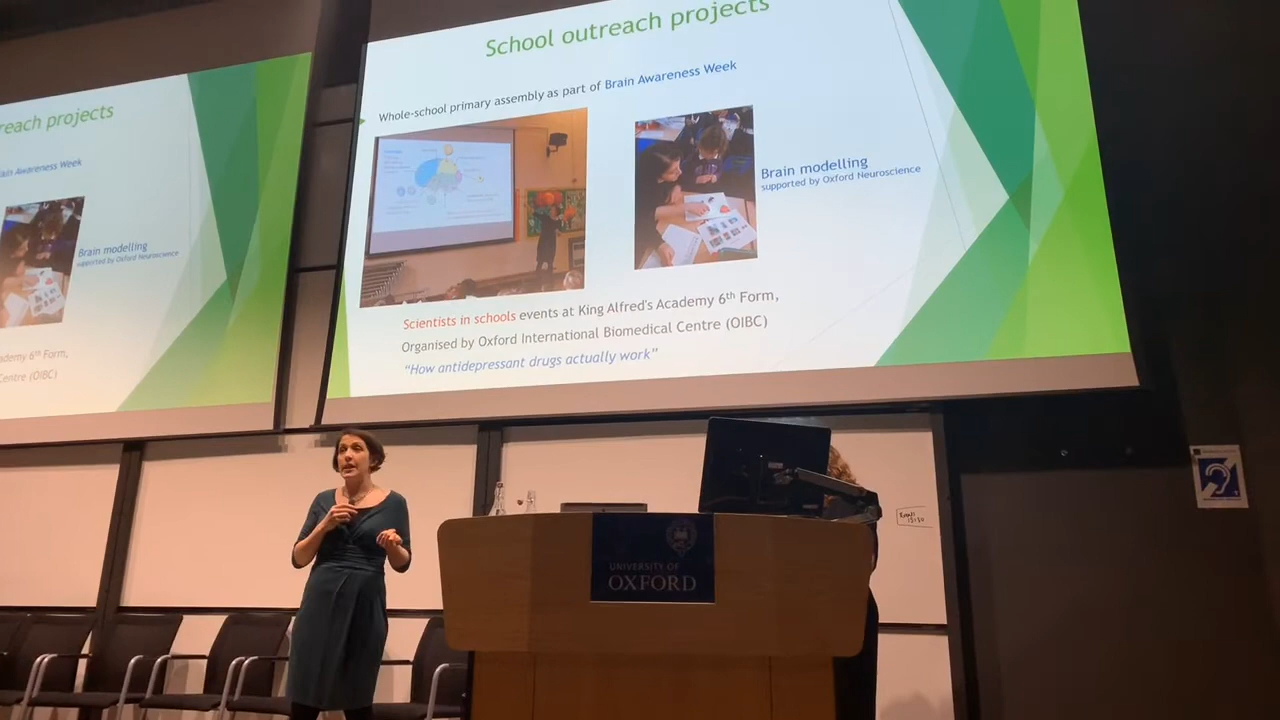 School outreach projects
Whole-school primary assembly as part of Brain Awareness Week
Brain modelling
supported by Oxford Neuroscience
Scientists in schools events at King Alfred's Academy 6th Form,
Organised by Oxford International Biomedical Centre (OIBC)
"How antidepressant drugs actually work"
reach projects
ain Awareness Week
Brain modelling
supported by Oxford Neuroscience
ademy 6th Form,
Centre (OIBC)
UNIVERSITY OF
OXFORD